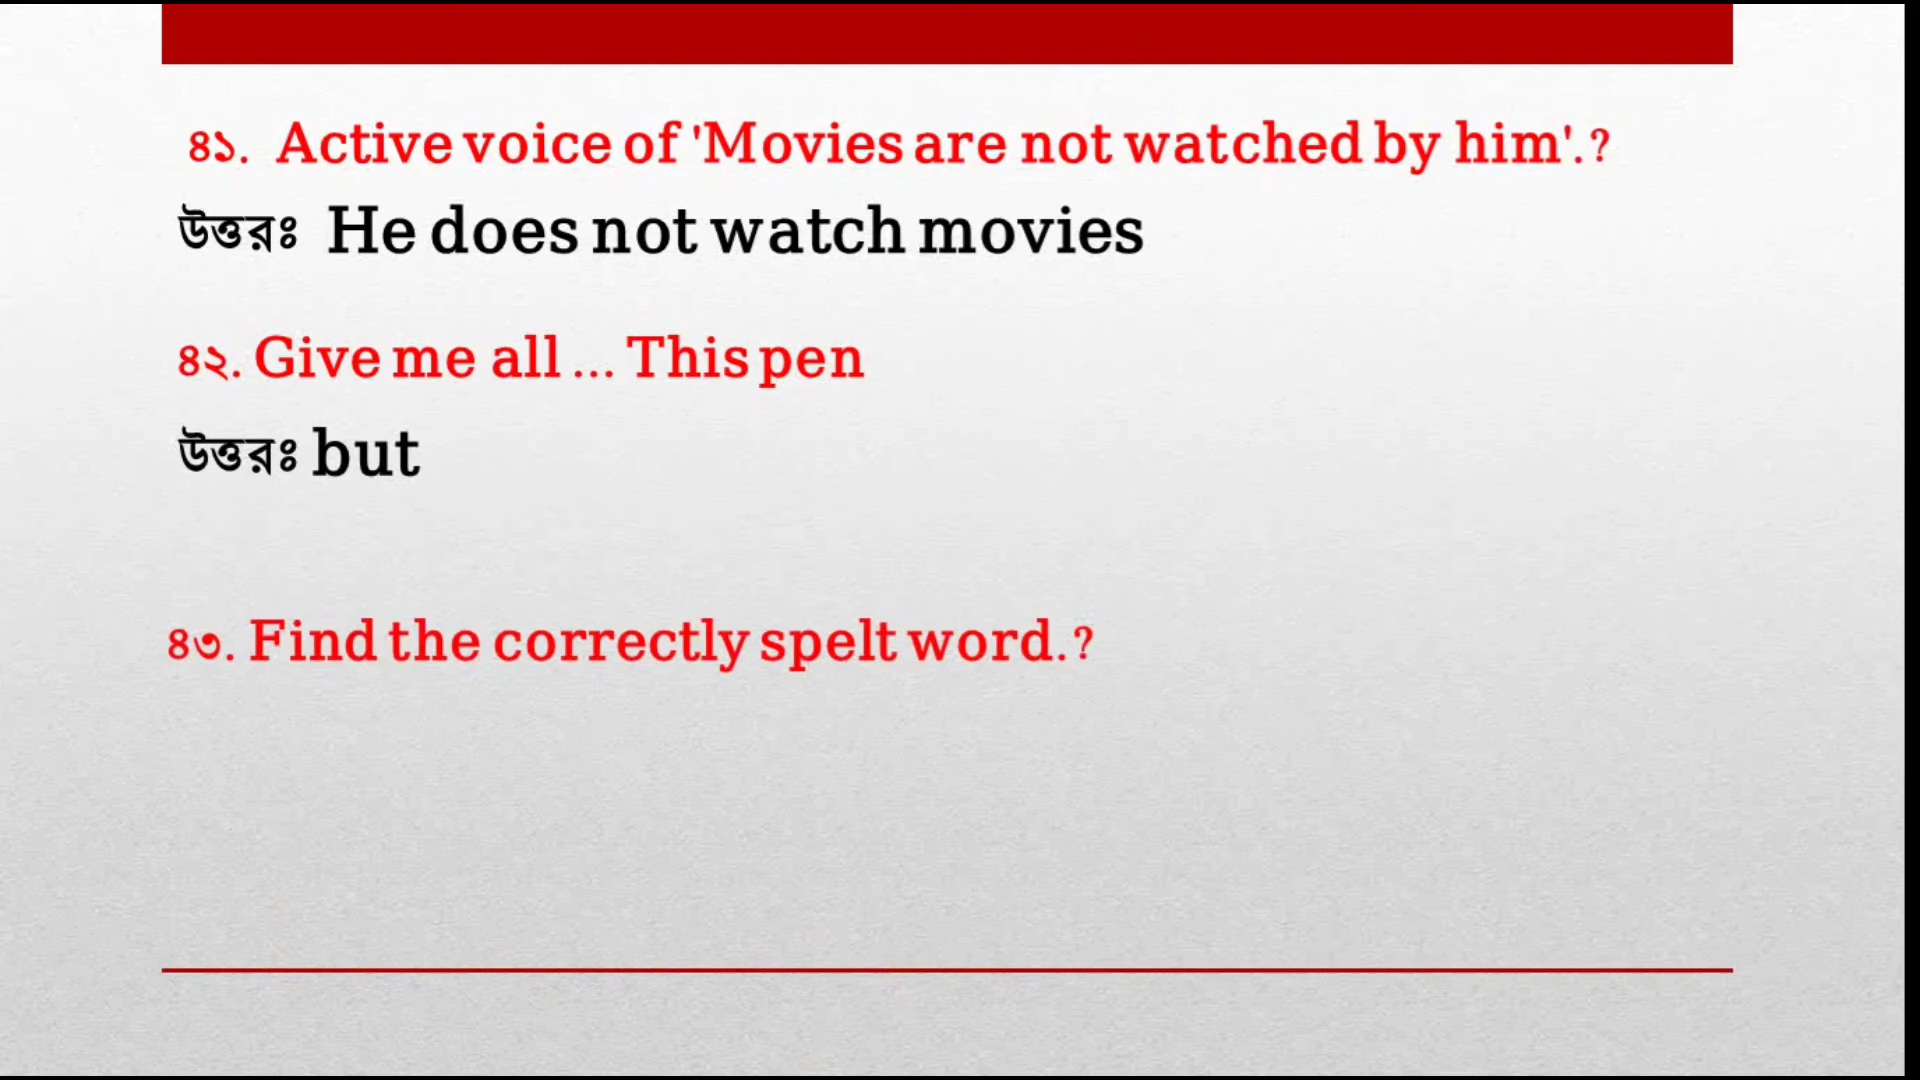 ৪১. Active voice of 'Movies are not watched by him'.?
উত্তরঃ He does not watch movies
৪২. Give me all ... This pen
উত্তরঃ but
৪৩. Find the correctly spelt word.?